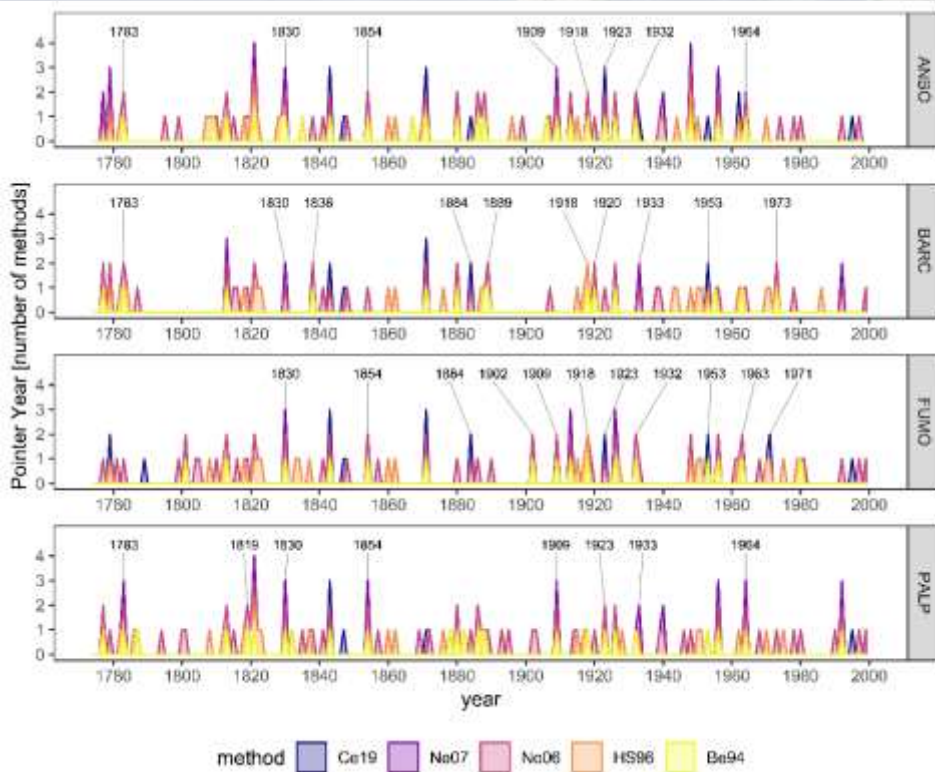 1783 1830 1854 1909 1918 1923 1932 1964
4
3
2
1
0
ANBO
1780 1800 1820 1840 1860 1880 1900 1920 1940 1960 1980 2000
1783 1830 1838 1884 1889 1918 1920 1933 1953 1973
4
3
2
1
0
BARC
1780 1800 1820 1840 1860 1880 1900 1920 1940 1960 1980 2000
Pointer Year [number of methods]
1830 1854 1884 1902 1909 1918 1923 1932 1953 1963 1971
4
3
2
1
0
FUMO
1780 1800 1820 1840 1860 1880 1900 1920 1940 1960 1980 2000
1783 1819 1830 1854 1909 1923 1933 1964
4
3
2
1
0
PALP
1780 1800 1820 1840 1860 1880 1900 1920 1940 1960 1980 2000
year
method Ce19 Ne07 No06 HS96 Be94